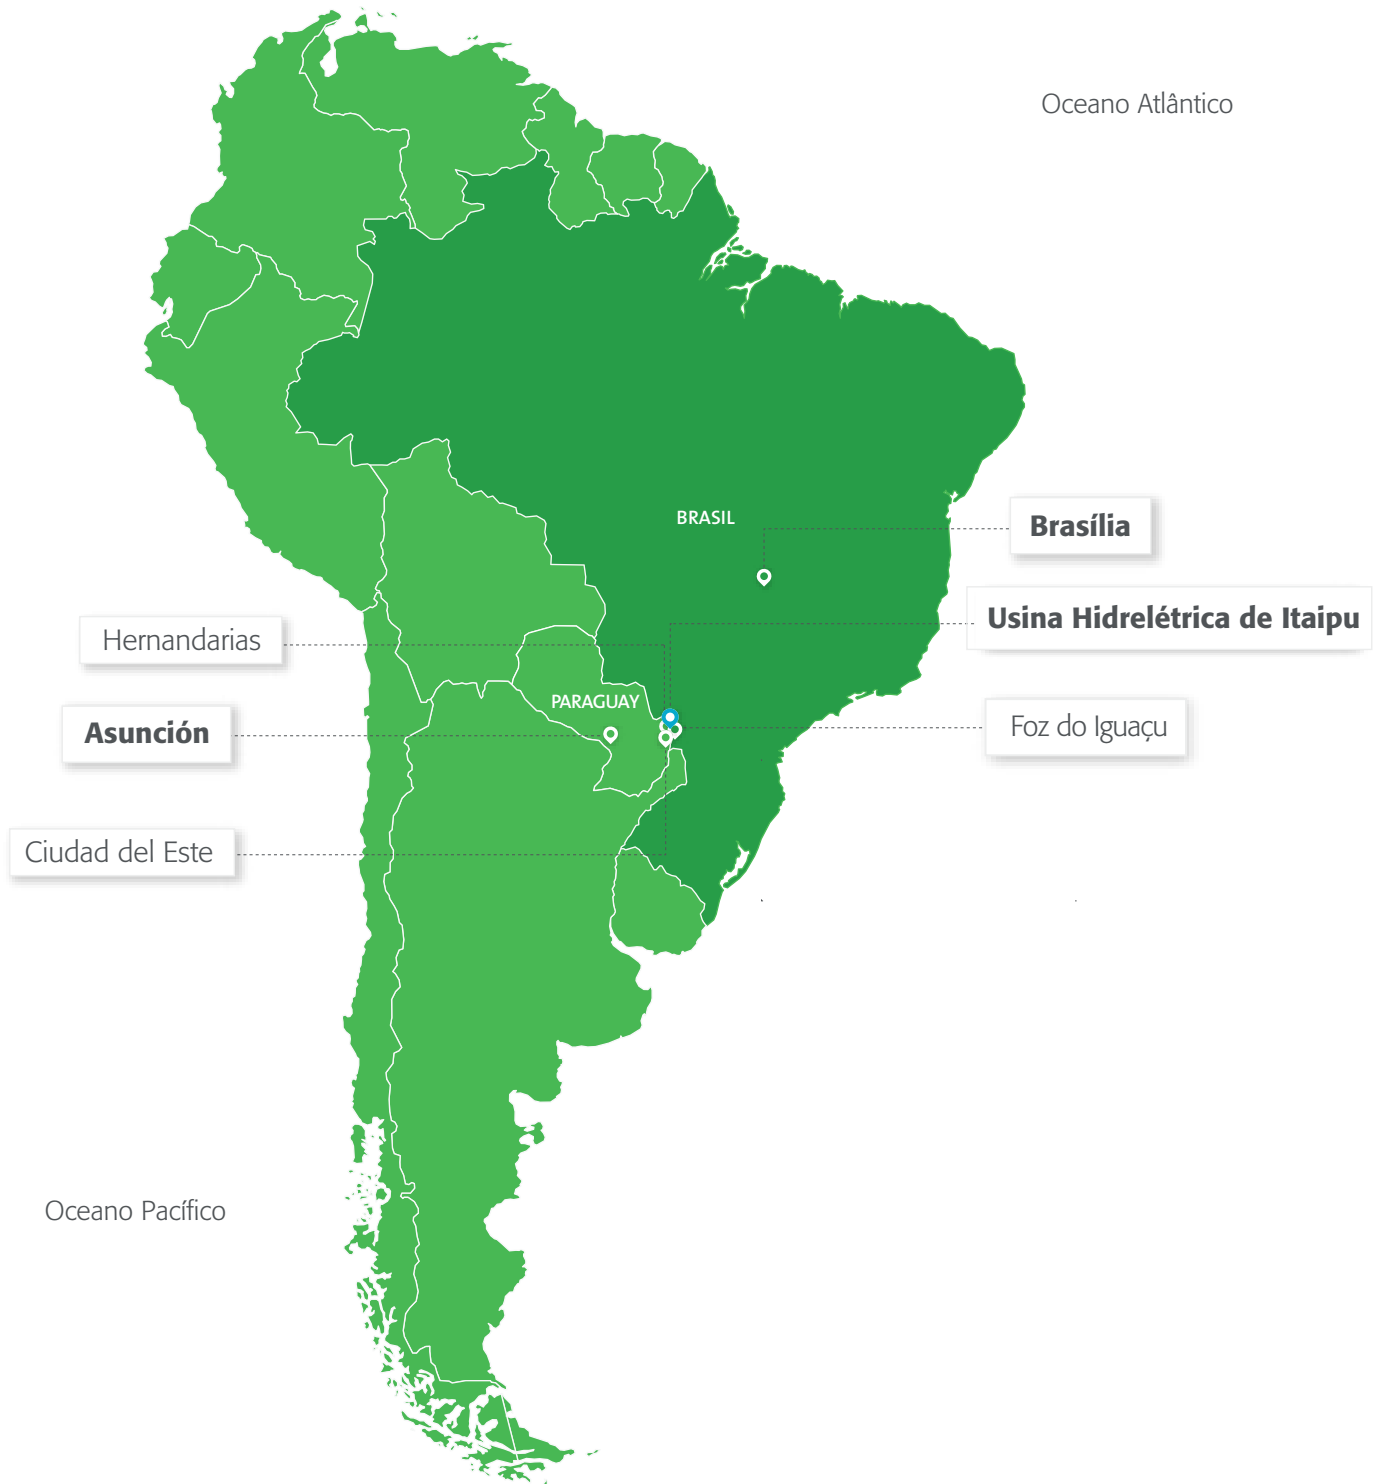 Oceano Atlântico
BRASIL
Brasília
Usina Hidrelétrica de Itaipu
Hernandarias
PARAGUAY
Asunción
Foz do Iguaçu
Ciudad del Este
Oceano Pacífico